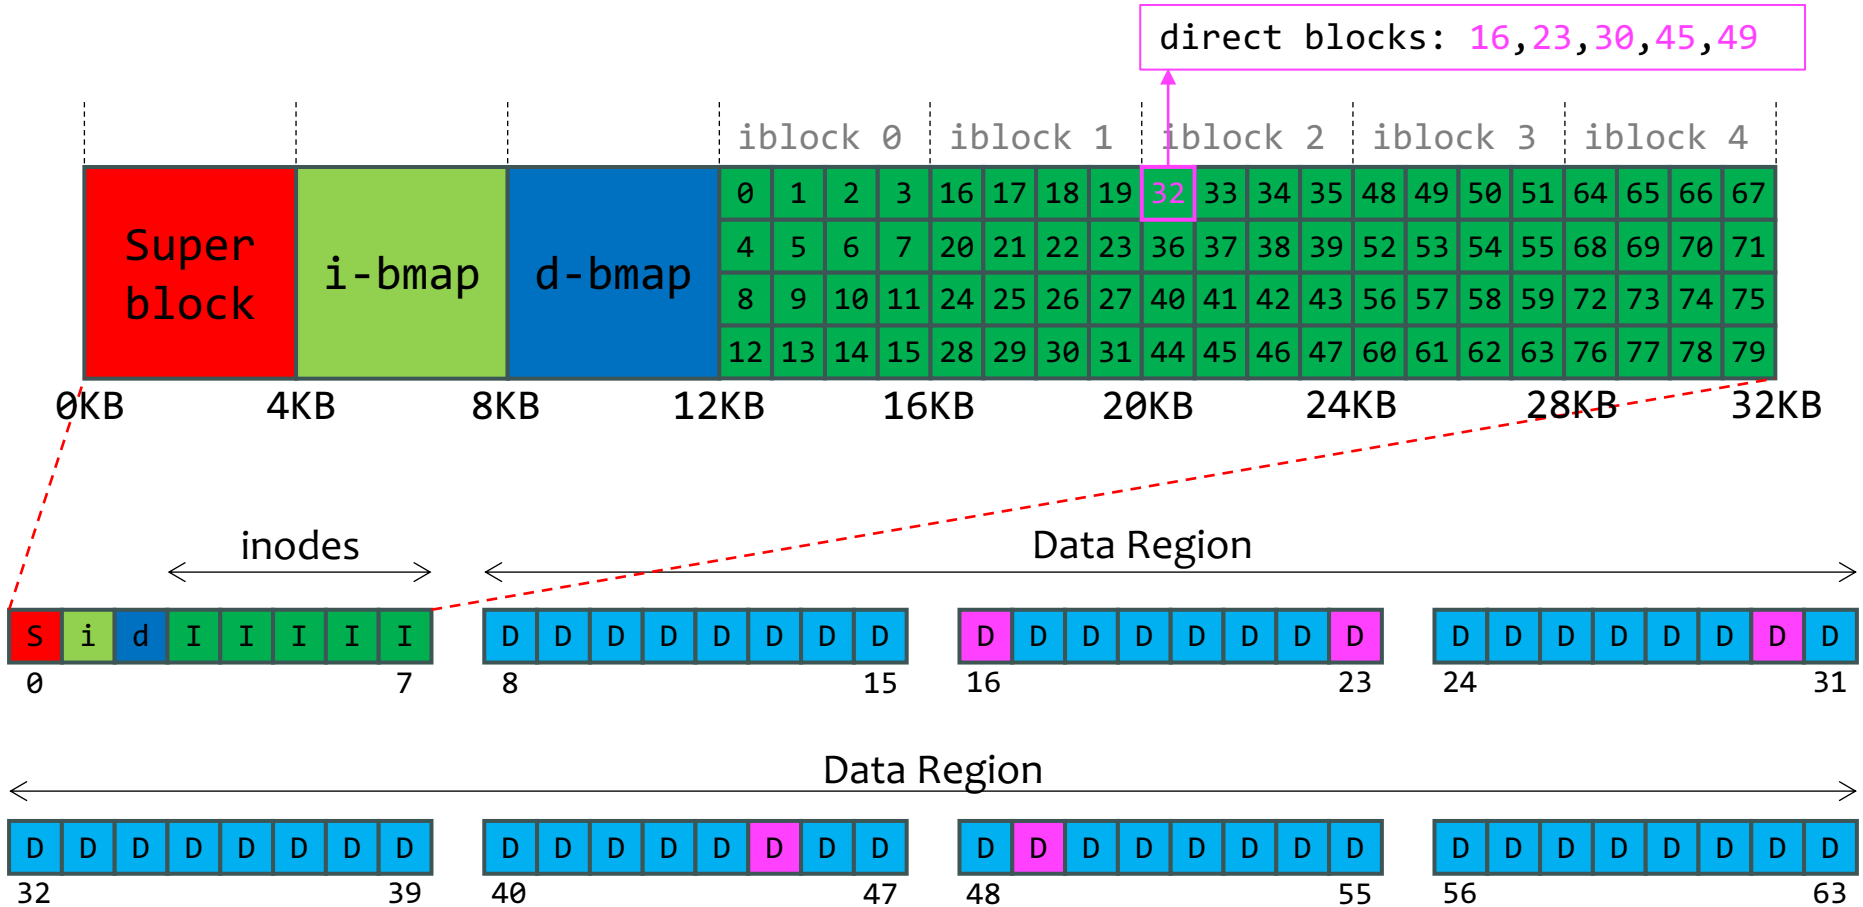 direct blocks: 16,23,30,45,49
iblock 0 iblock 1 iblock 2 iblock 3 iblock 4
Super block i-bmap d-bmap
0 1 2 3 16 17 18 19 32 33 34 35 48 49 50 51 64 65 66 67
4 5 6 7 20 21 22 23 36 37 38 39 52 53 54 55 68 69 70 71
8 9 10 11 24 25 26 27 40 41 42 43 56 57 58 59 72 73 74 75
12 13 14 15 28 29 30 31 44 45 46 47 60 61 62 63 76 77 78 79
0KB 4KB 8KB 12KB 16KB 20KB 24KB 28KB 32KB
inodes Data Region
S i d I I I I I D D D D D D D D D D D D D D D D D D D D D D D D
0 7 8 15 16 23 24 31
Data Region
D D D D D D D D D D D D D D D D D D D D D D D D D D D D D D D D
32 39 40 47 48 55 56 63